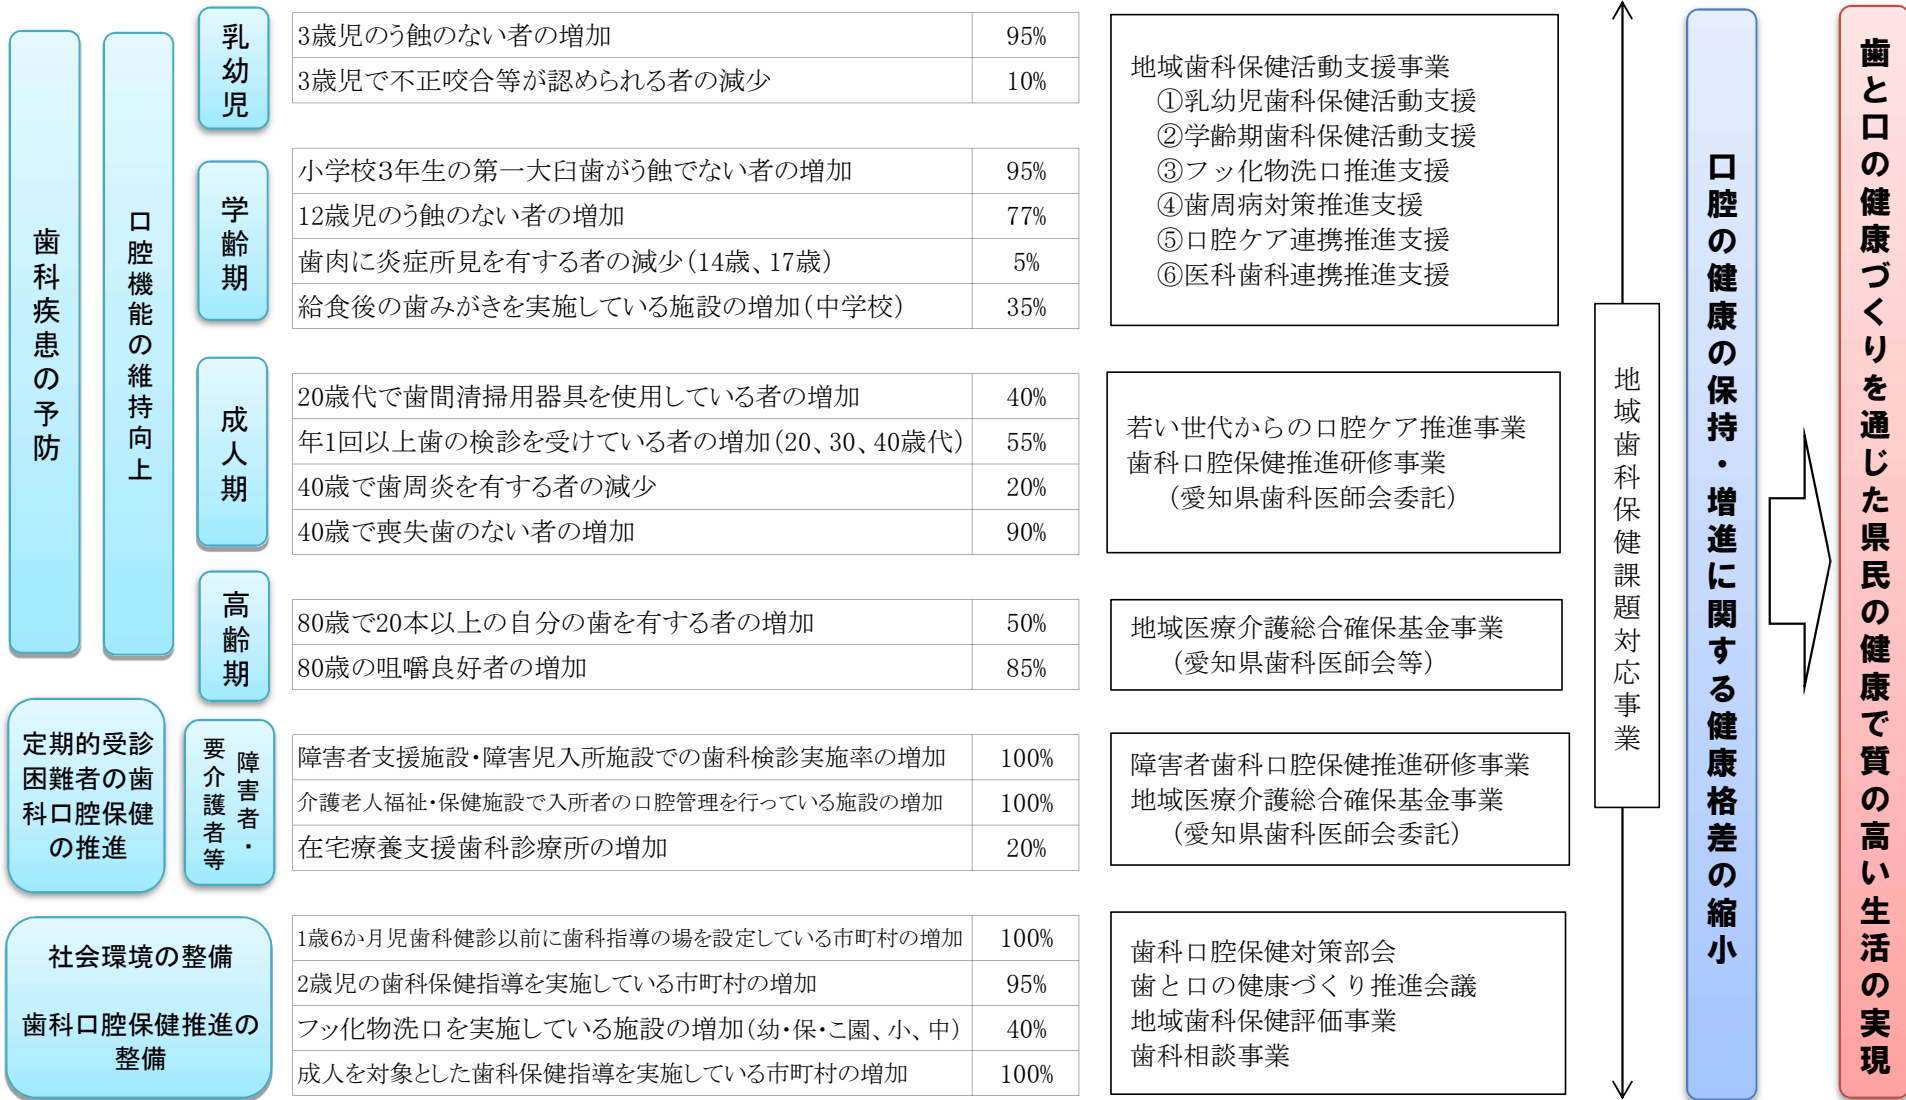 歯科疾患の予防
口腔機能の維持向上
乳幼児
3歳児のう蝕のない者の増加 95%
3歳児で不正咬合等が認められる者の減少 10%
学齢期
小学校3年生の第一大臼歯がう蝕でない者の増加 95%
12歳児のう蝕のない者の増加 77%
歯肉に炎症所見を有する者の減少(14歳、17歳) 5%
給食後の歯みがきを実施している施設の増加(中学校) 35%
地域歯科保健活動支援事業
①乳幼児歯科保健活動支援
②学齢期歯科保健活動支援
③フッ化物洗口推進支援
④歯周病対策推進支援
⑤口腔ケア連携推進支援
⑥医科歯科連携推進支援
成人期
20歳代で歯間清掃用器具を使用している者の増加 40%
年1回以上歯の検診を受けている者の増加(20、30、40歳代) 55%
40歳で歯周炎を有する者の減少 20%
40歳で喪失歯のない者の増加 90%
若い世代からの口腔ケア推進事業
歯科口腔保健推進研修事業
(愛知県歯科医師会委託)
高齢期
80歳で20本以上の自分の歯を有する者の増加 50%
80歳の咀嚼良好者の増加 85%
地域医療介護総合確保基金事業
(愛知県歯科医師会等)
定期的受診
困難者の歯
科口腔保健
の推進
障害者・
要介護者等
障害者支援施設・障害児入所施設での歯科検診実施率の増加 100%
介護老人福祉・保健施設で入所者の口腔管理を行っている施設の増加 100%
在宅療養支援歯科診療所の増加 20%
障害者歯科口腔保健推進研修事業
地域医療介護総合確保基金事業
(愛知県歯科医師会委託)
社会環境の整備
歯科口腔保健推進の
整備
1歳6か月児歯科健診以前に歯科指導の場を設定している市町村の増加 100%
2歳児の歯科保健指導を実施している市町村の増加 95%
フッ化物洗口を実施している施設の増加(幼・保・こ園、小、中) 40%
成人を対象とした歯科保健指導を実施している市町村の増加 100%
歯科口腔保健対策部会
歯と口の健康づくり推進会議
地域歯科保健評価事業
歯科相談事業
地域歯科保健課題対応事業
口腔の健康の保持・増進に関する健康格差の縮小
歯と口の健康づくりを通じた県民の健康で質の高い生活の実現